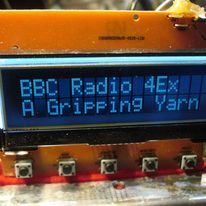 BBC Radio 4Ex
A Gripping Yarn